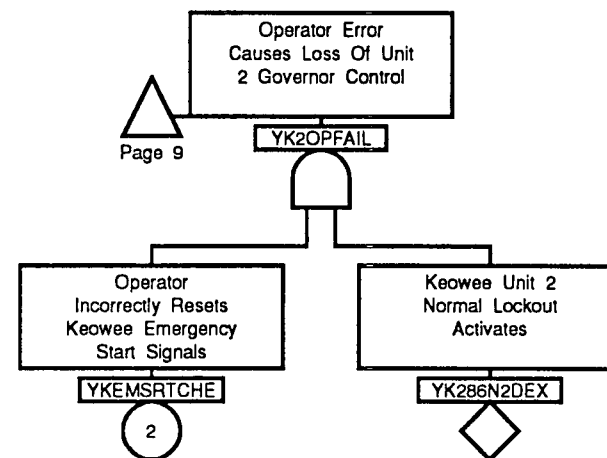 Operator Error
Causes Loss Of Unit
2 Governor Control
Page 9
YK2OPFAIL
Operator
Incorrectly Resets
Keowee Emergency
Start Signals
YKEMSRTCHE
2
Keowee Unit 2
Normal Lockout
Activates
YK286N2DEX